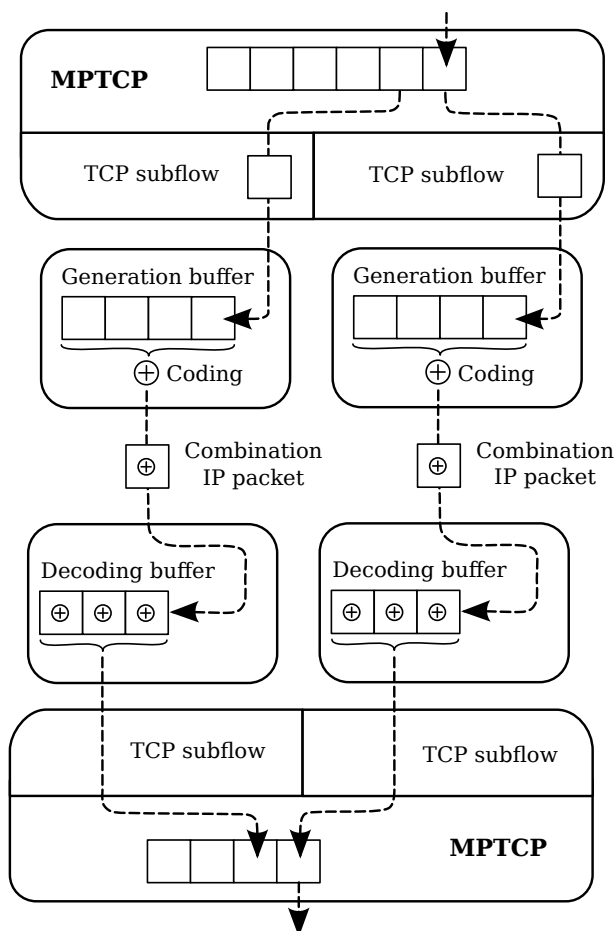 MPTCP
TCP subflow
TCP subflow
Generation buffer
Generation buffer
Coding
Coding
Combination
IP packet
Combination
IP packet
Decoding buffer
Decoding buffer
TCP subflow
TCP subflow
MPTCP